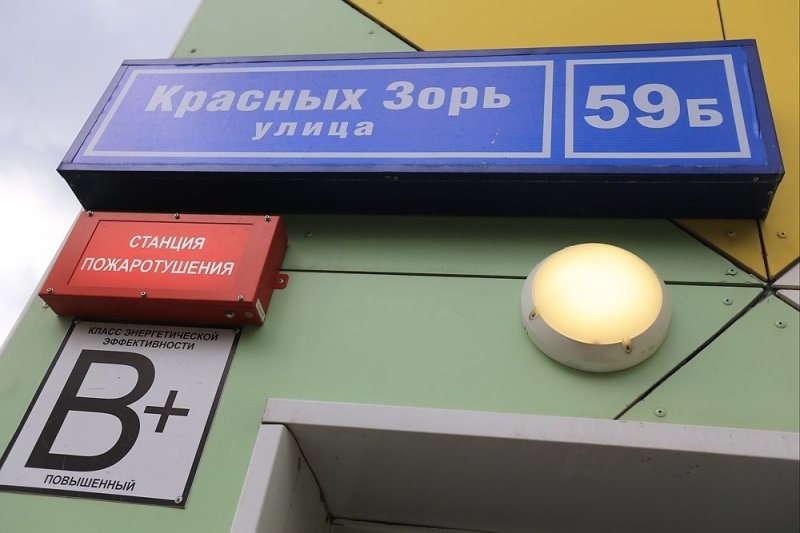 Красных Зорь
улица
59Б
СТАНЦИЯ
ПОЖАРОТУШЕНИЯ
КЛАСС ЭНЕРГЕТИЧЕСКОЙ
ЭФФЕКТИВНОСТИ
B+
ПОВЫШЕННЫЙ